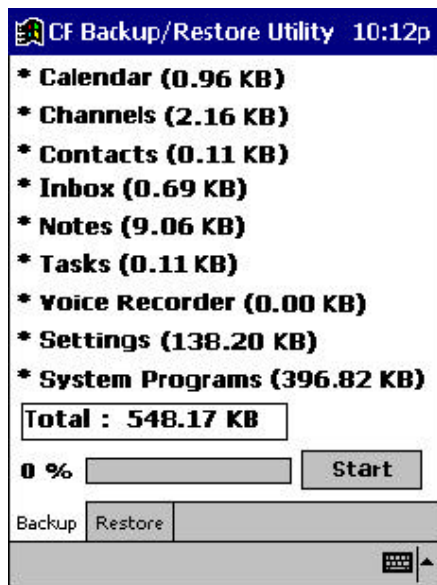 CF Backup/Restore Utility 10:12p
* Calendar (0.96 KB)
* Channels (2.16 KB)
* Contacts (0.11 KB)
* Inbox (0.69 KB)
* Notes (9.06 KB)
* Tasks (0.11 KB)
* Voice Recorder (0.00 KB)
* Settings (138.20 KB)
* System Programs (396.82 KB)
Total : 548.17 KB
0 % Start
Backup Restore